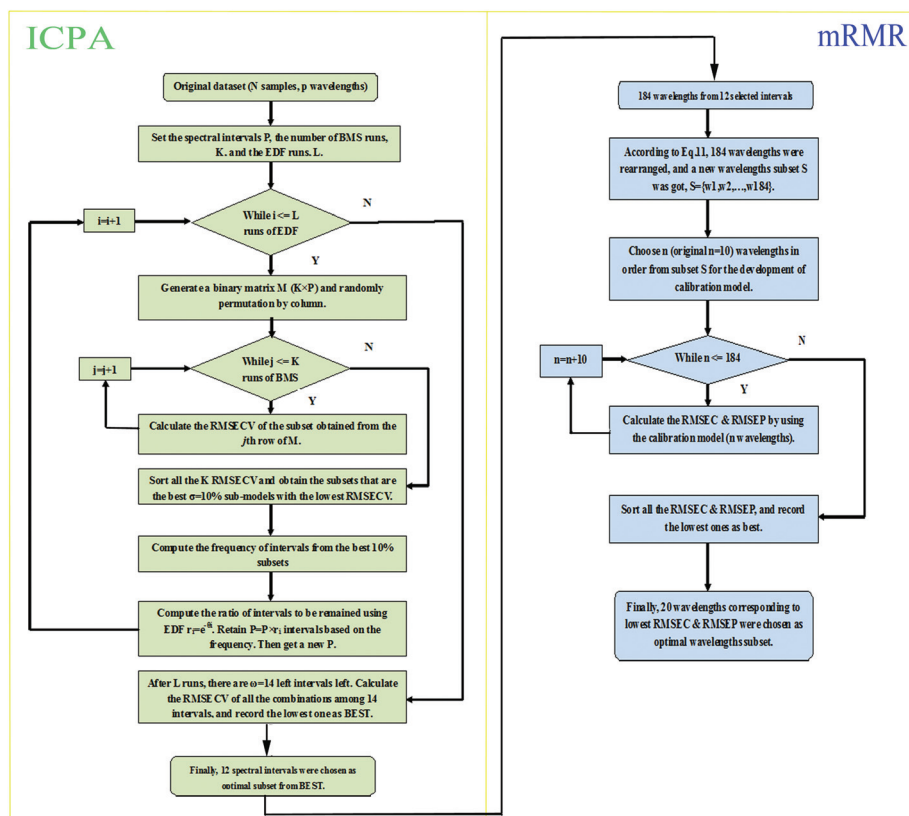 ICPA
Original dataset (N samples, p wavelengths)
Set the spectral intervals P, the number of BMS runs,
K. and the EDF runs. L.
While i <= L
runs of EDF
N
i=i+1
Y
Generate a binary matrix M (K×P) and randomly
permutation by column.
While j <= K
runs of BMS
N
j=j+1
Y
Calculate the RMSECV of the subset obtained from the
jth row of M.
Sort all the K RMSECV and obtain the subsets that are
the best σ=10% sub-models with the lowest RMSECV.
Compute the frequency of intervals from the best 10%
subsets
Compute the ratio of intervals to be remained using
EDF rᵢ=e⁻ᶿⁱ. Retain P=P×rᵢ intervals based on the
frequency. Then get a new P.
After L runs, there are ω=14 left intervals left. Calculate
the RMSECV of all the combinations among 14
intervals, and record the lowest one as BEST.
Finally, 12 spectral intervals were chosen as
optimal subset from BEST.
mRMR
184 wavelengths from 12 selected intervals
According to Eq.11, 184 wavelengths were
rearranged, and a new wavelengths subset S
was got, S={w1,w2,...,w184}.
Choose n (original n=10) wavelengths in
order from subset S for the development of
calibration model.
While n <= 184
N
n=n+10
Y
Calculate the RMSEC & RMSEP by using
the calibration model (n wavelengths).
Sort all the RMSEC & RMSEP, and record
the lowest ones as best.
Finally, 20 wavelengths corresponding to
lowest RMSEC & RMSEP were chosen as
optimal wavelengths subset.